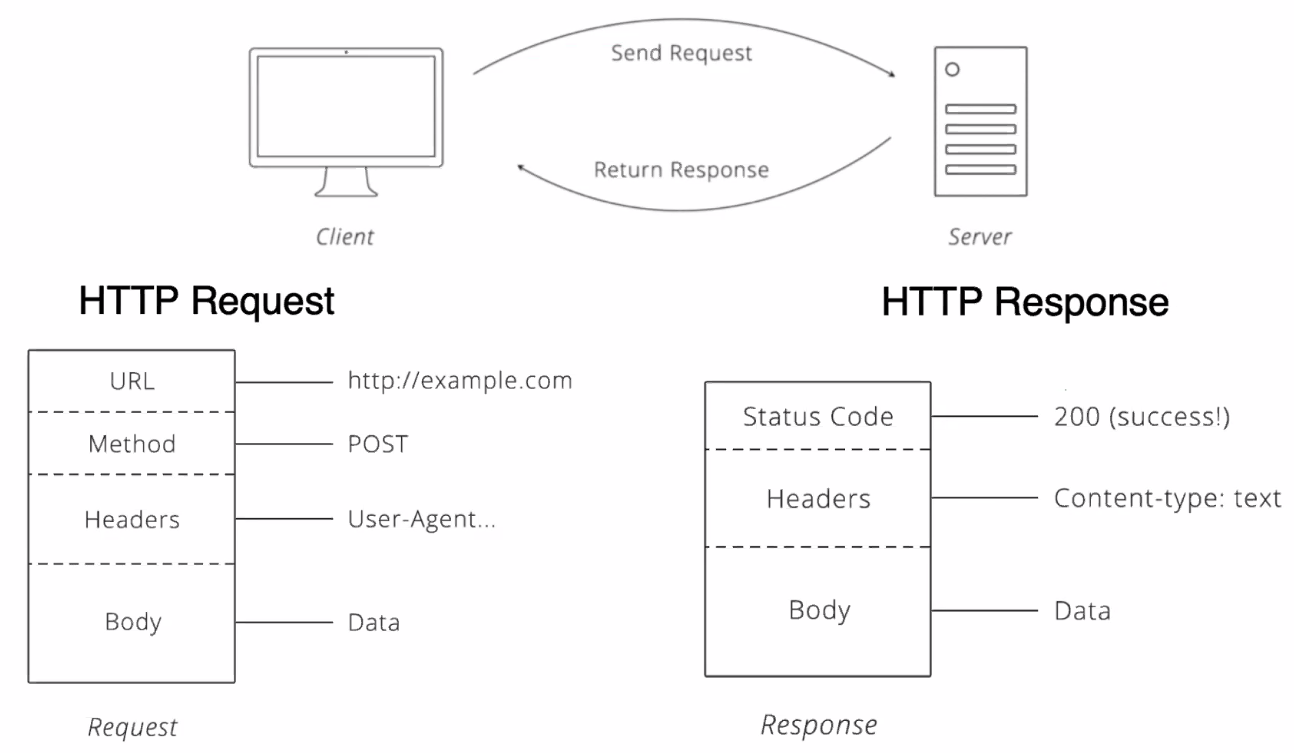 Send Request
Return Response
Client
Server
HTTP Request
HTTP Response
URL
http://example.com
Method
POST
Headers
User-Agent...
Body
Data
Request
Status Code
200 (success!)
Headers
Content-type: text
Body
Data
Response